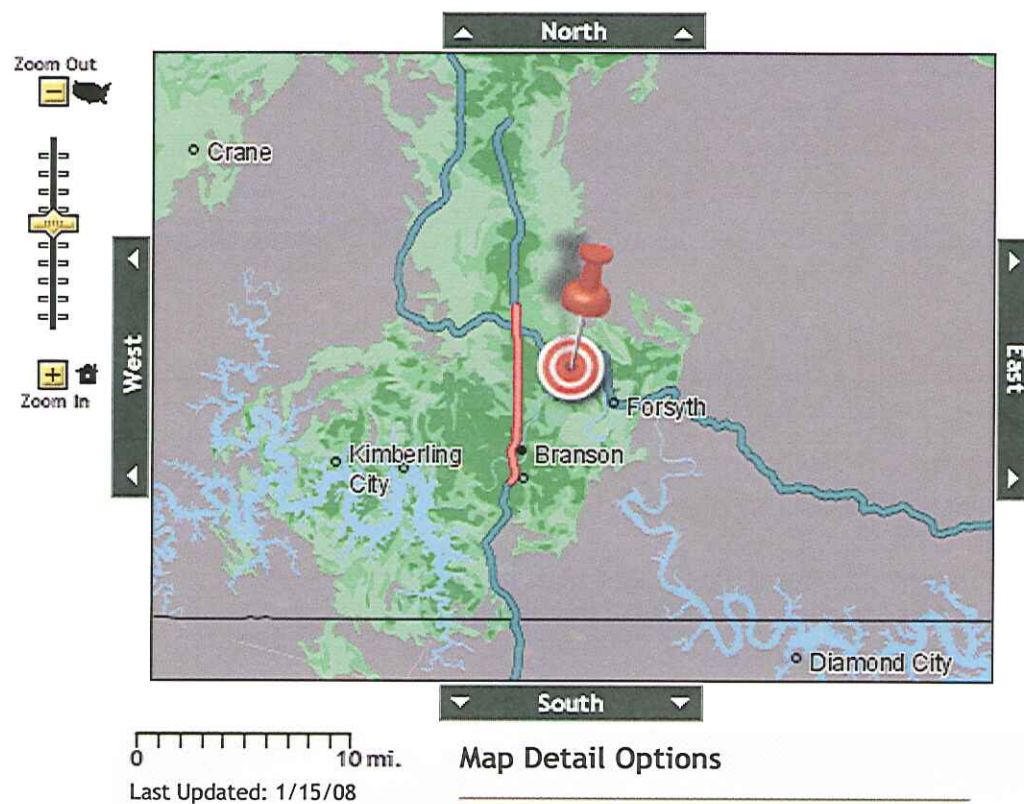 North
Zoom Out
Crane
West
East
Zoom In
Forsyth
Kimberling
City
Branson
Diamond City
South
0 10 mi.
Map Detail Options
Last Updated: 1/15/08